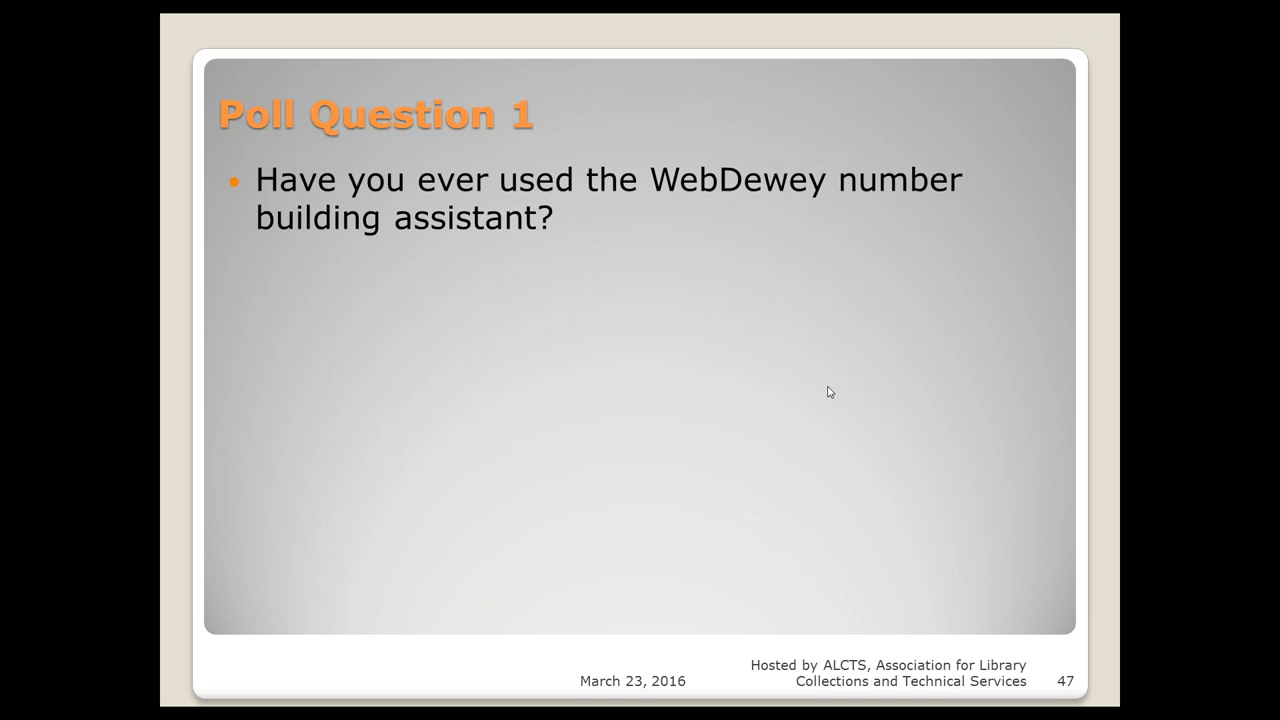 Poll Question 1
• Have you ever used the WebDewey number
building assistant?
March 23, 2016
Hosted by ALCTS, Association for Library
Collections and Technical Services
47